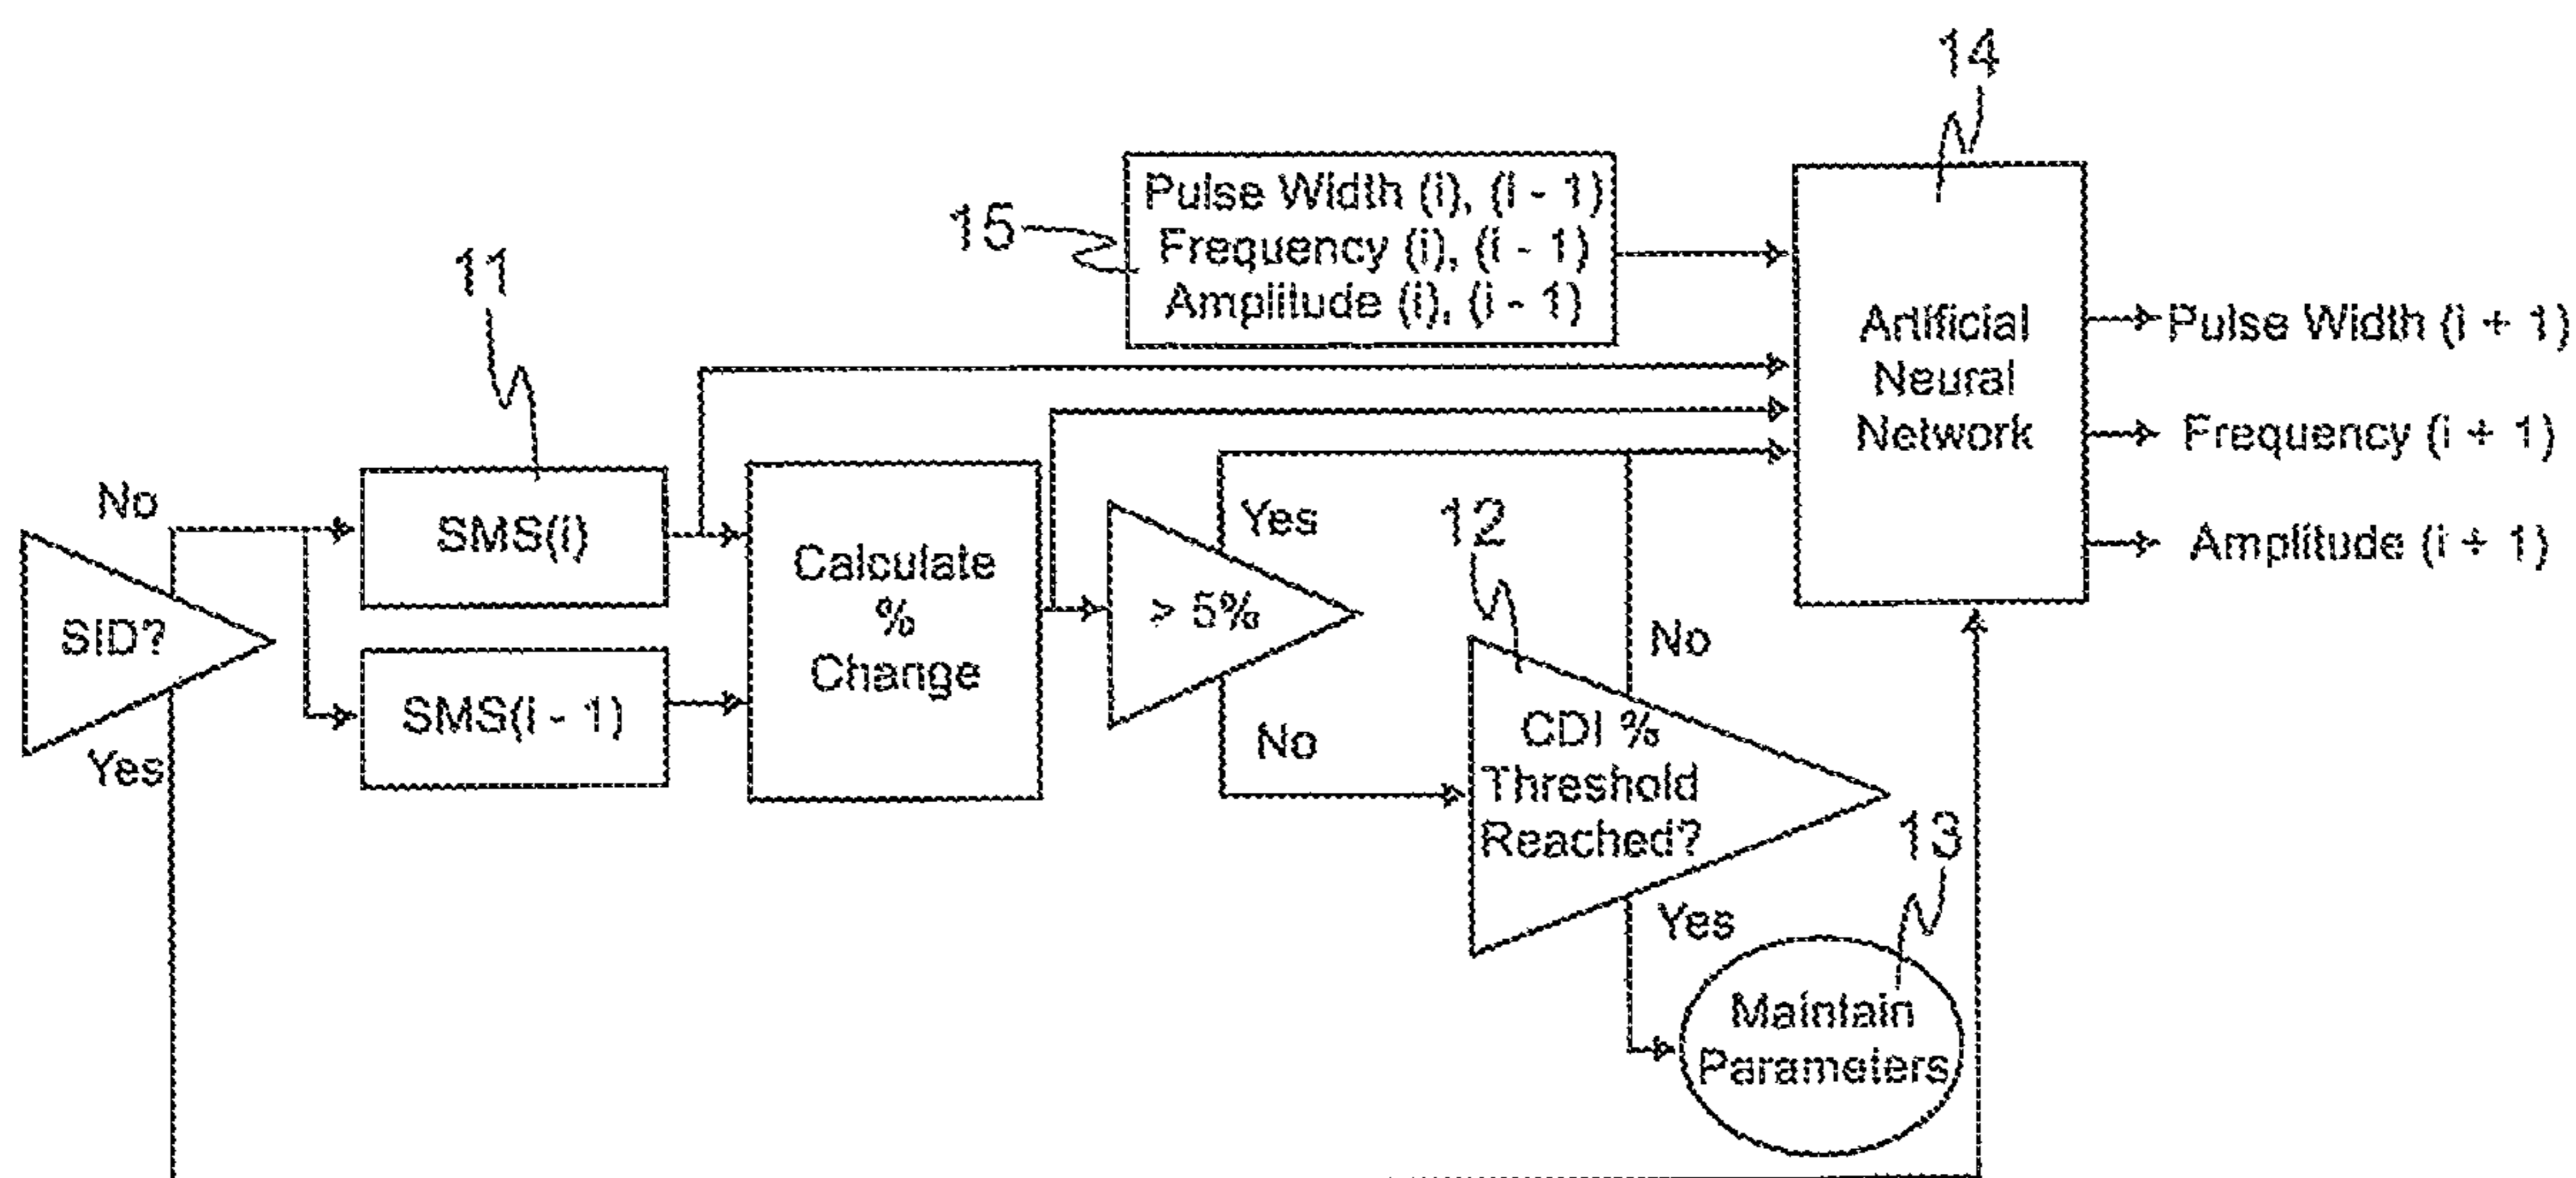 14
Pulse Width (i), (i - 1)
Frequency (i), (i - 1)
Amplitude (i), (i - 1)
15
11
Artificial
Neural
Network
Pulse Width (i + 1)
Frequency (i + 1)
Amplitude (i + 1)
No
SMS(i)
Calculate
%
Change
Yes
> 5%
12
No
SID?
SMS(i - 1)
Yes
No
CDI %
Threshold
Reached?
13
Yes
Maintain
Parameters